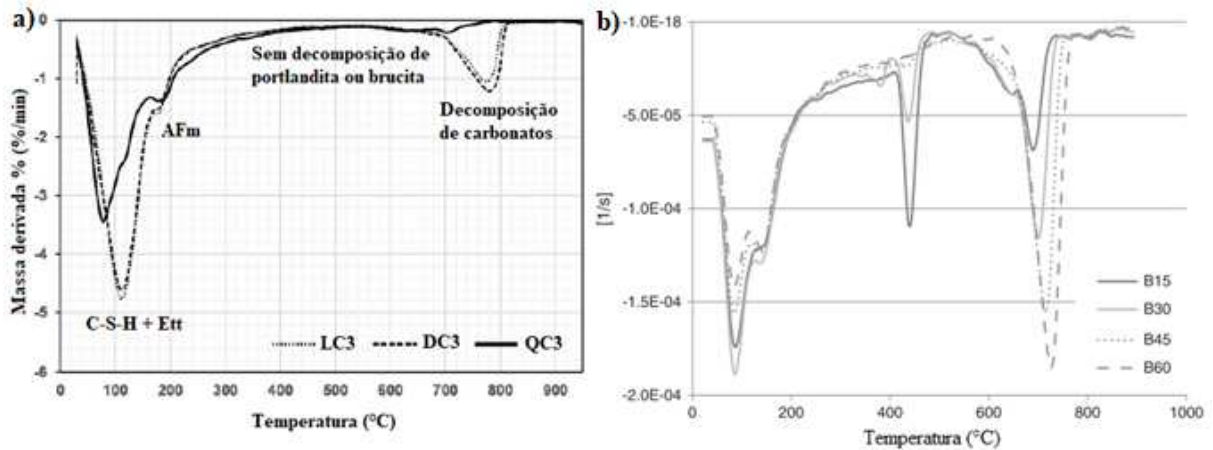 a)
0
-1
-2
-3
-4
-5
-6
Massa derivada % (%/min)
Sem decomposição de
portlandita ou brucita
AFm
Decomposição
de carbonatos
C-S-H + Ett
LC3 DC3 QC3
0 100 200 300 400 500 600 700 800 900
Temperatura (°C)
b)
-1.0E-18
-5.0E-05
-1.0E-04
-1.5E-04
-2.0E-04
[1/s]
B15
B30
B45
B60
0 200 400 600 800 1000
Temperatura (°C)